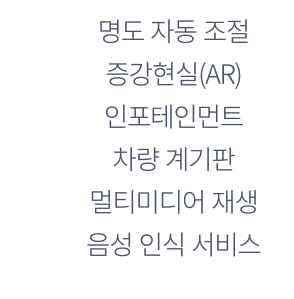 명도 자동 조절
증강현실(AR)
인포테인먼트
차량 계기판
멀티미디어 재생
음성 인식 서비스